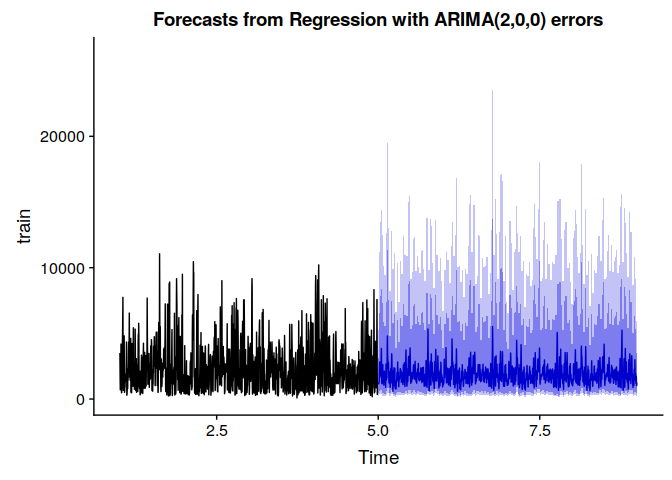 Forecasts from Regression with ARIMA(2,0,0) errors
20000
10000
0
train
2.5 5.0 7.5
Time